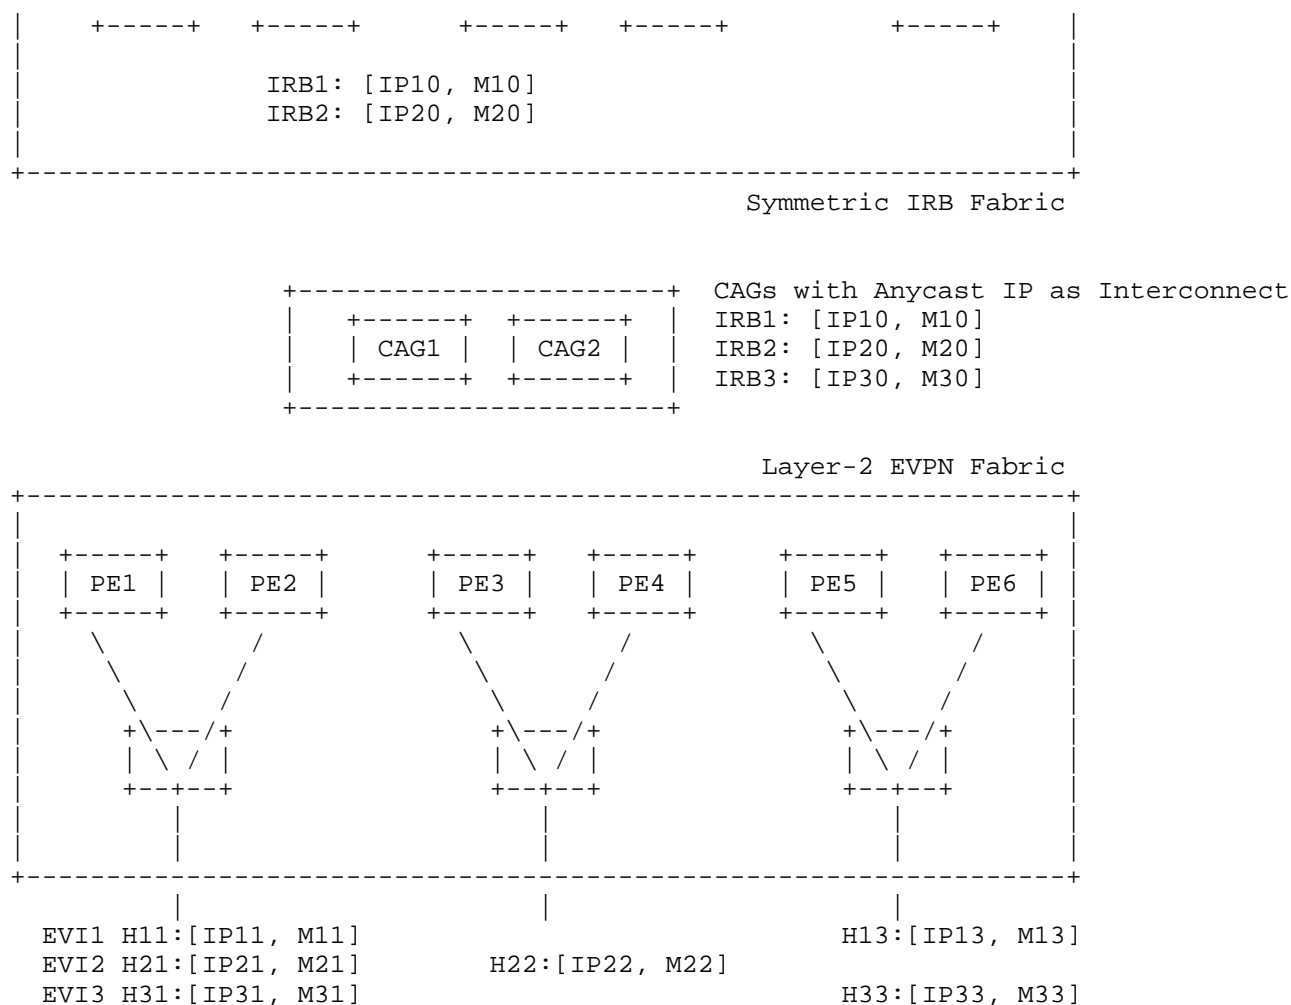 IRB1: [IP10, M10]
IRB2: [IP20, M20]
Symmetric IRB Fabric
CAGs with Anycast IP as Interconnect
IRB1: [IP10, M10]
CAG1 CAG2 IRB2: [IP20, M20]
IRB3: [IP30, M30]
Layer-2 EVPN Fabric
PE1 PE2 PE3 PE4 PE5 PE6
EVI1 H11:[IP11, M11] H13:[IP13, M13]
EVI2 H21:[IP21, M21] H22:[IP22, M22]
EVI3 H31:[IP31, M31] H33:[IP33, M33]